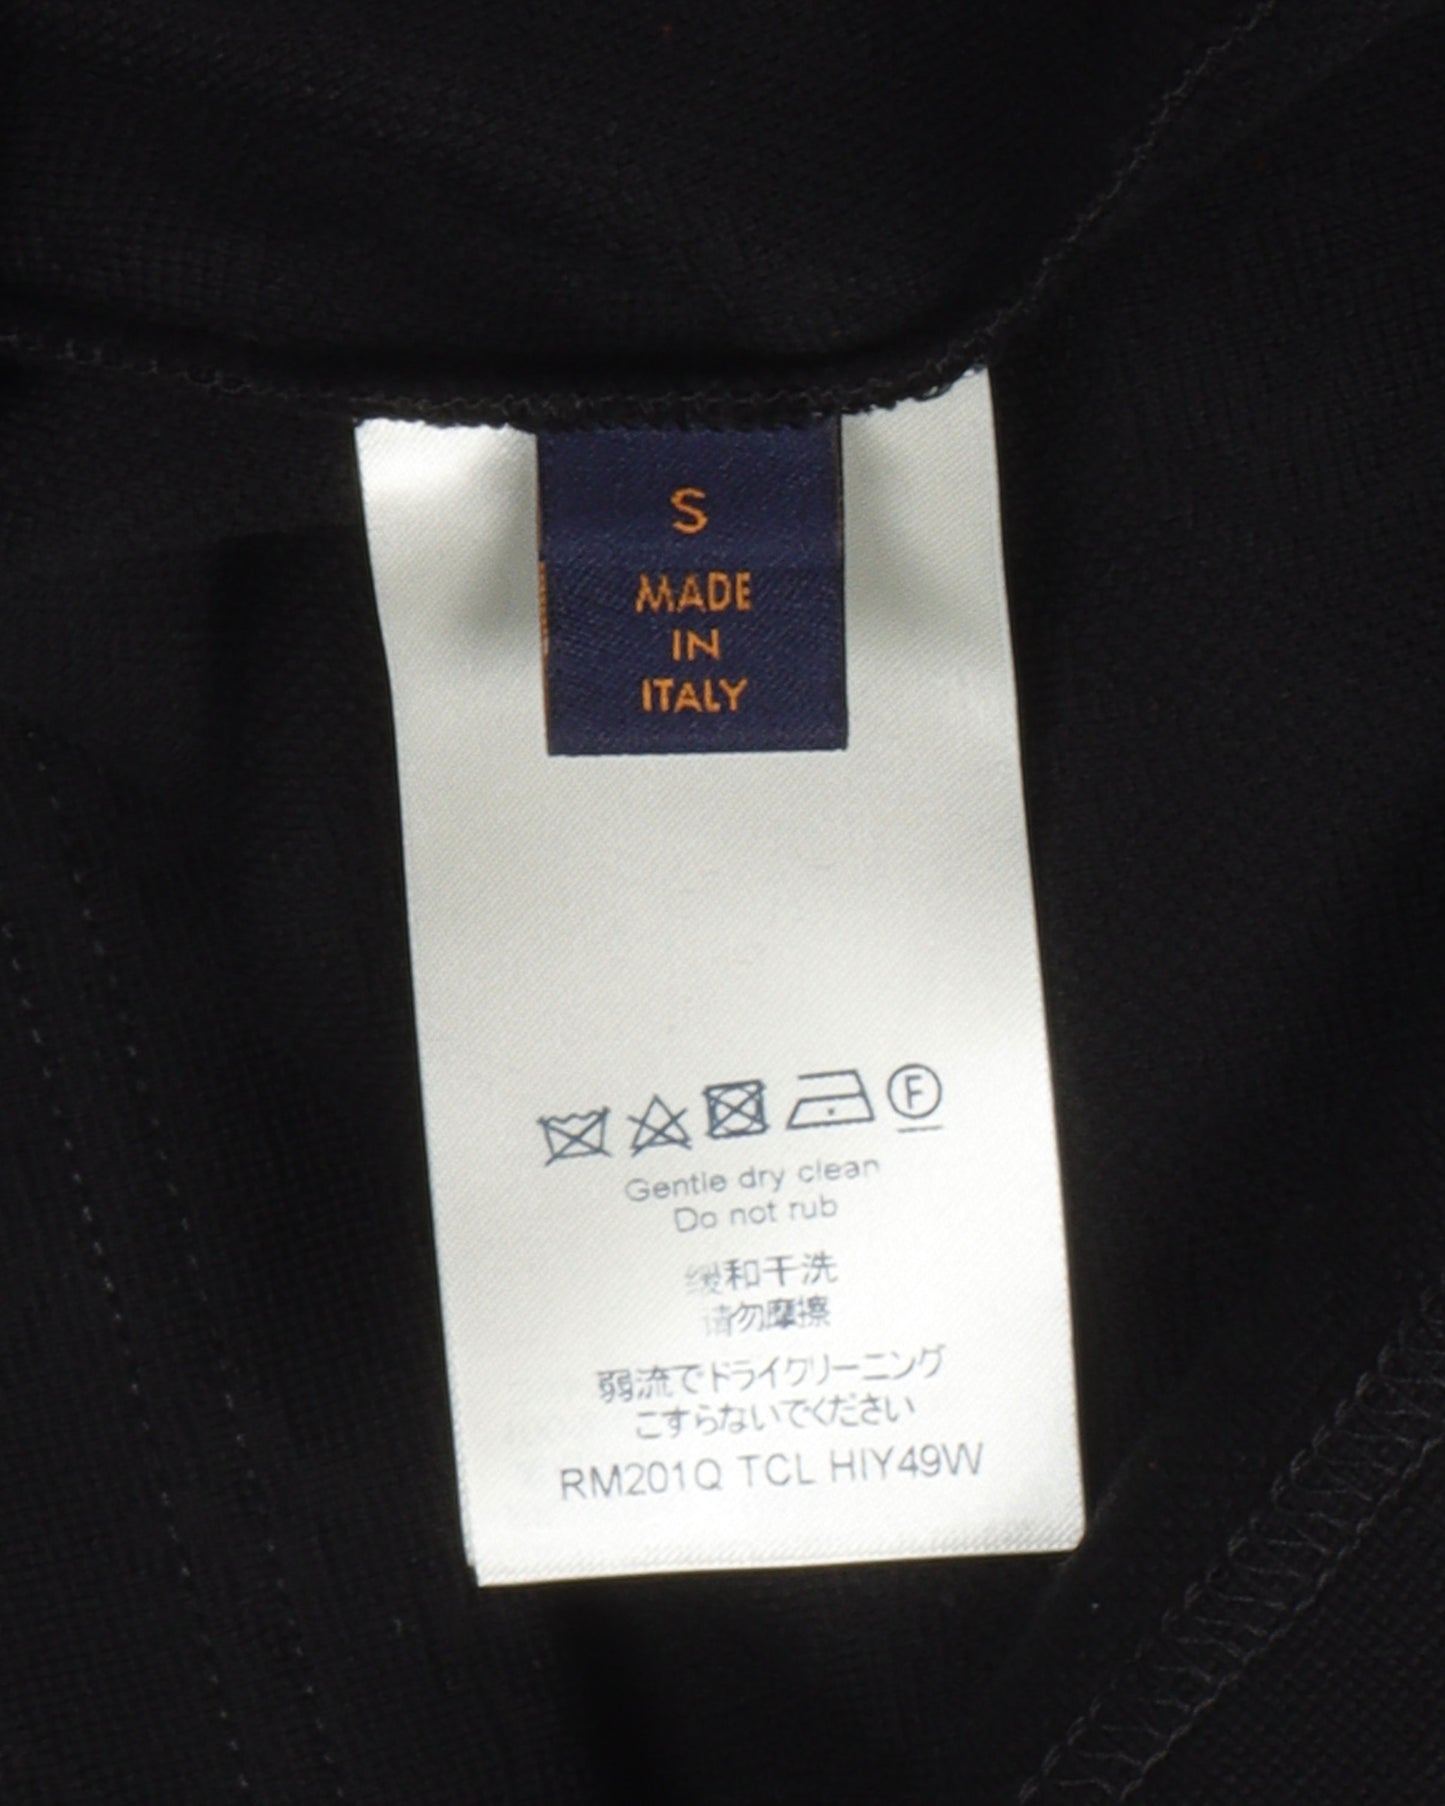 S
MADE
IN
ITALY
F
Gentle dry clean
Do not rub
缓和干洗
请勿摩擦
弱流でドライクリーニング
こすらないでください
RM201Q TCL HIY49W